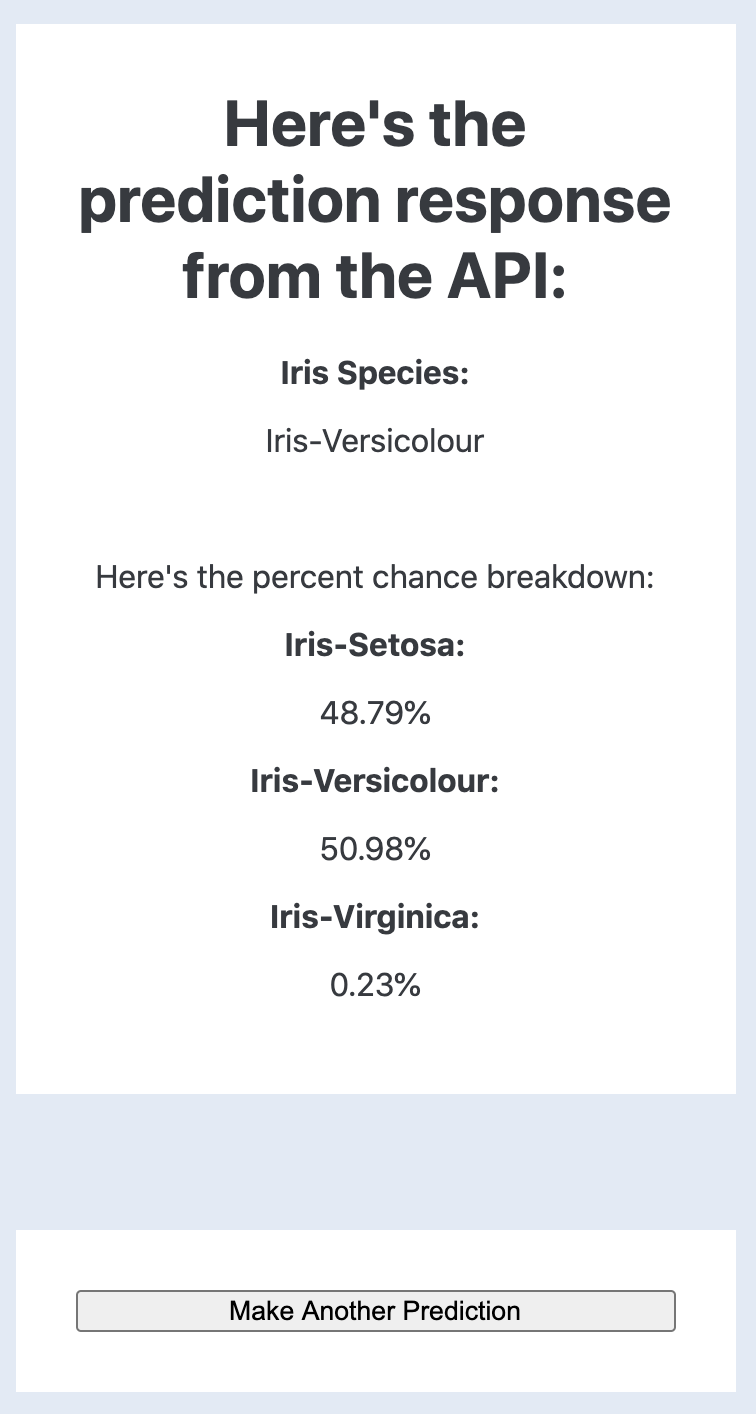 Here's the
prediction response
from the API:
Iris Species:
Iris-Versicolour
Here's the percent chance breakdown:
Iris-Setosa:
48.79%
Iris-Versicolour:
50.98%
Iris-Virginica:
0.23%
Make Another Prediction